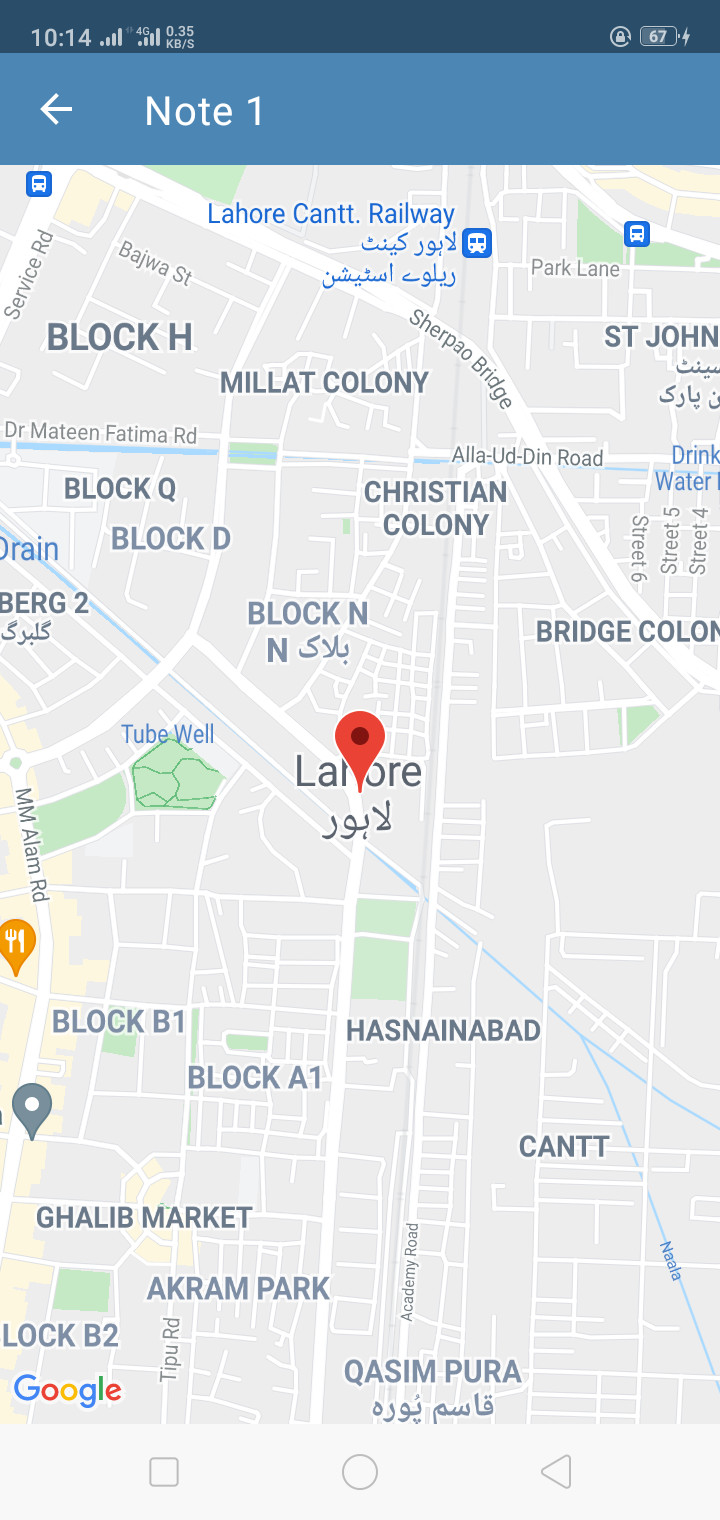 10:14 4G 0.35 KB/S 67
Note 1
Lahore Cantt. Railway
لاہور کینٹ
ریلوے اسٹیشن
Service Rd
Bajwa St
Park Lane
BLOCK H
Sherpao Bridge
ST JOHN
سینٹ
ن پارک
MILLAT COLONY
Dr Mateen Fatima Rd
Alla-Ud-Din Road
Drink
Water
BLOCK Q
CHRISTIAN
COLONY
BLOCK D
Drain
Street 6
Street 5
Street 4
BERG 2
گلبرگ
BLOCK N
N بلاک
BRIDGE COLON
Tube Well
Lahore
لاہور
MM Alam Rd
BLOCK B1
HASNAINABAD
BLOCK A1
CANTT
GHALIB MARKET
Academy Road
Naala
AKRAM PARK
LOCK B2
Tipu Rd
QASIM PURA
قاسم پُورہ
Google